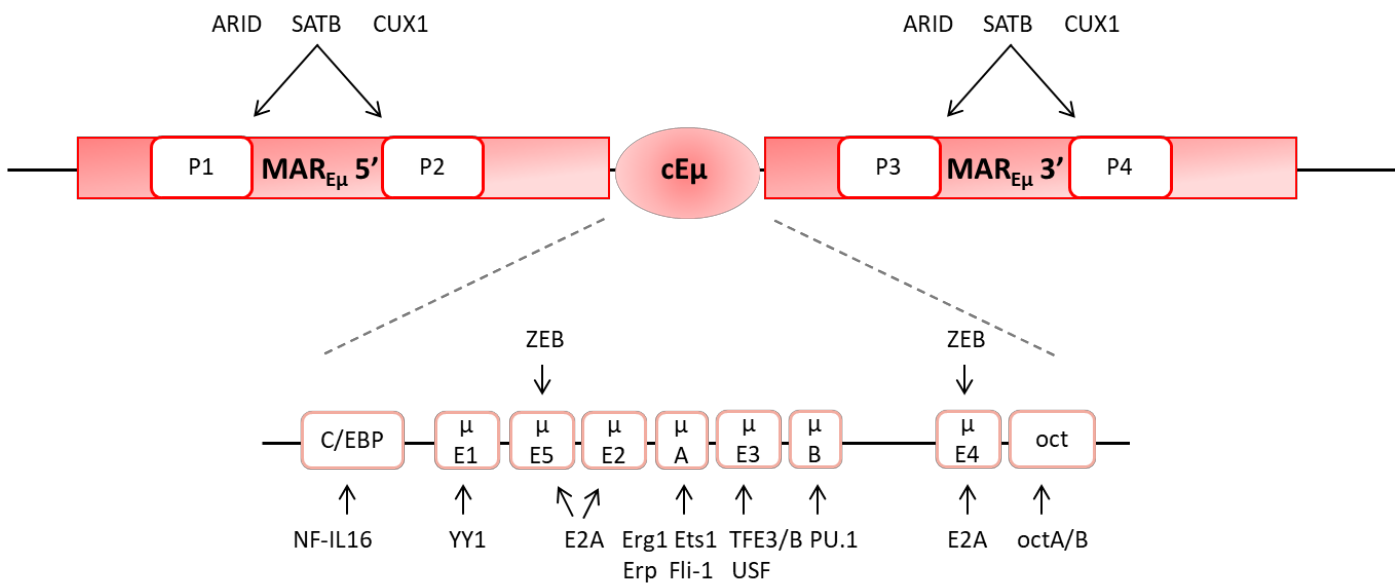 ARID SATB CUX1 ARID SATB CUX1
P1 MAREμ 5’ P2 cEμ P3 MAREμ 3’ P4
ZEB ZEB
C/EBP μ E1 μ E5 μ E2 μ A μ E3 μ B μ E4 oct
NF-IL16 YY1 E2A Erg1 Ets1 TFE3/B PU.1 E2A octA/B
Erp Fli-1 USF